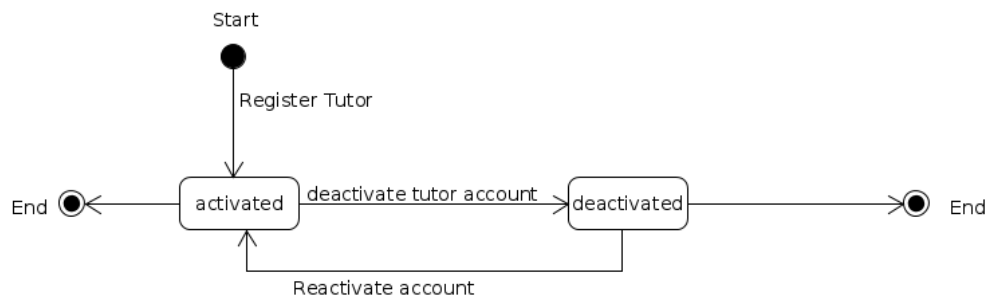 Start
Register Tutor
End
activated
deactivate tutor account
deactivated
End
Reactivate account